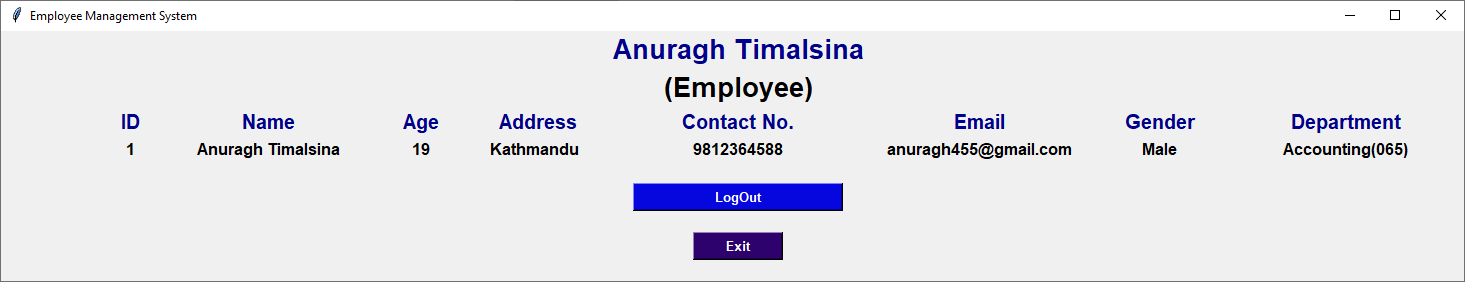 Employee Management System
Anuragh Timalsina
(Employee)
ID Name Age Address Contact No. Email Gender Department
1 Anuragh Timalsina 19 Kathmandu 9812364588 anuragh455@gmail.com Male Accounting(065)
LogOut
Exit